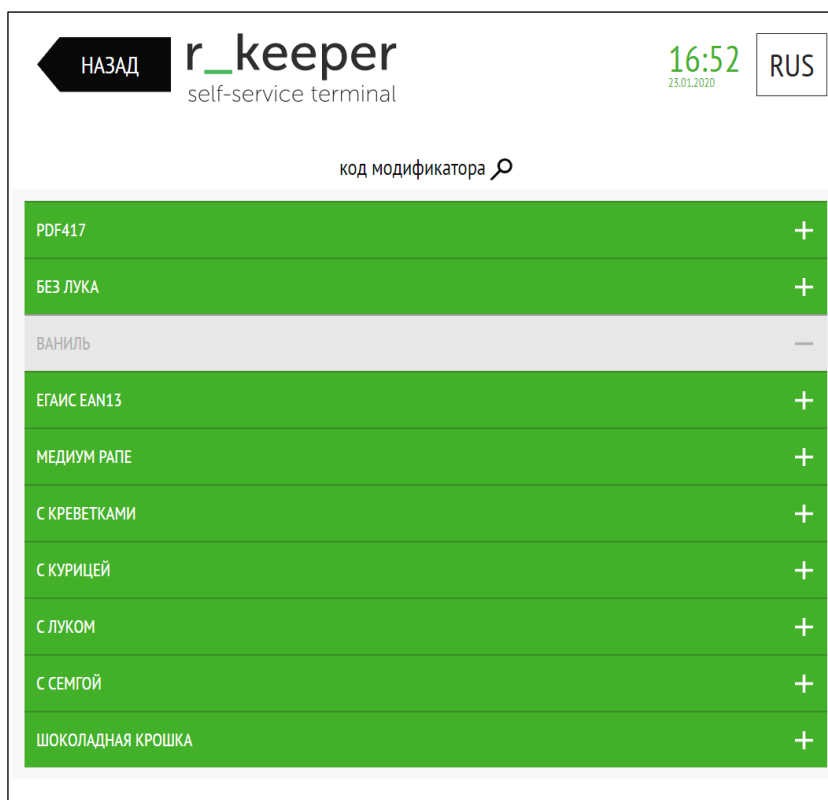 НАЗАД
r_keeper
self-service terminal
16:52
23.01.2020
RUS
код модификатора
PDF417
БЕЗ ЛУКА
ВАНИЛЬ
ЕГАИС EAN13
МЕДИУМ РАПЕ
С КРЕВЕТКАМИ
С КУРИЦЕЙ
С ЛУКОМ
С СЕМГОЙ
ШОКОЛАДНАЯ КРОШКА